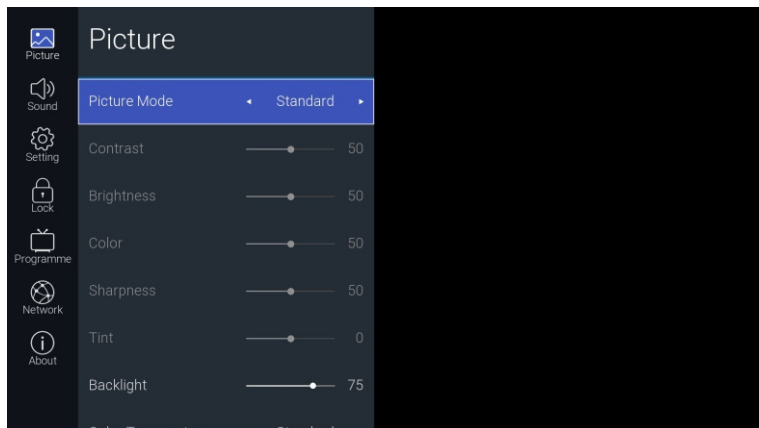 Picture
Picture
Sound
Setting
Lock
Programme
Network
About
Picture Mode Standard
Contrast 50
Brightness 50
Color 50
Sharpness 50
Tint 0
Backlight 75